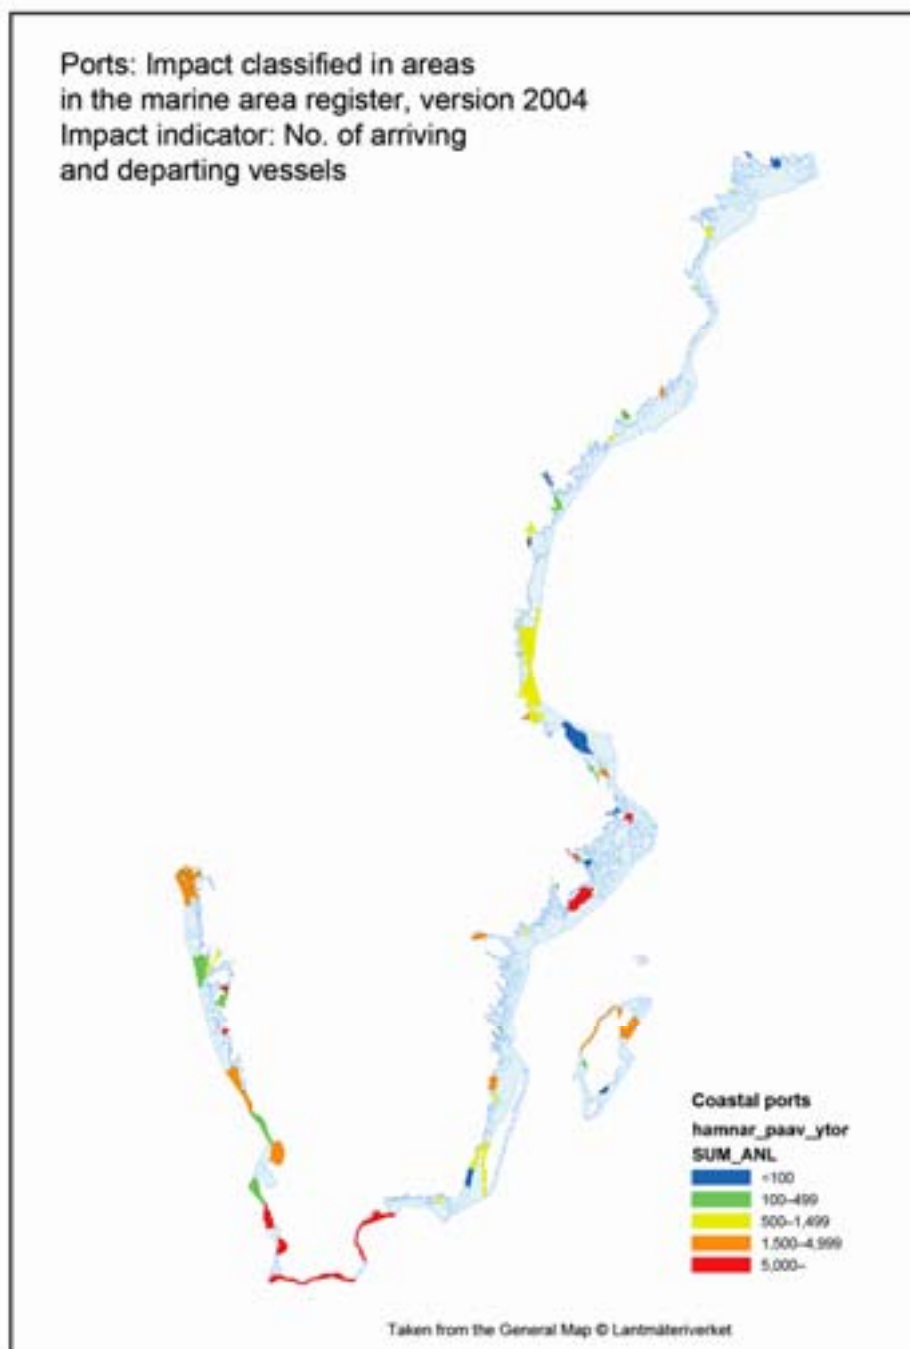 Ports: Impact classified in areas
in the marine area register, version 2004
Impact indicator: No. of arriving
and departing vessels
Coastal ports
hamnar_paav_ytor
SUM_ANL
<100
100–499
500–1,499
1,500–4,999
5,000–
Taken from the General Map © Lantmäteriverket